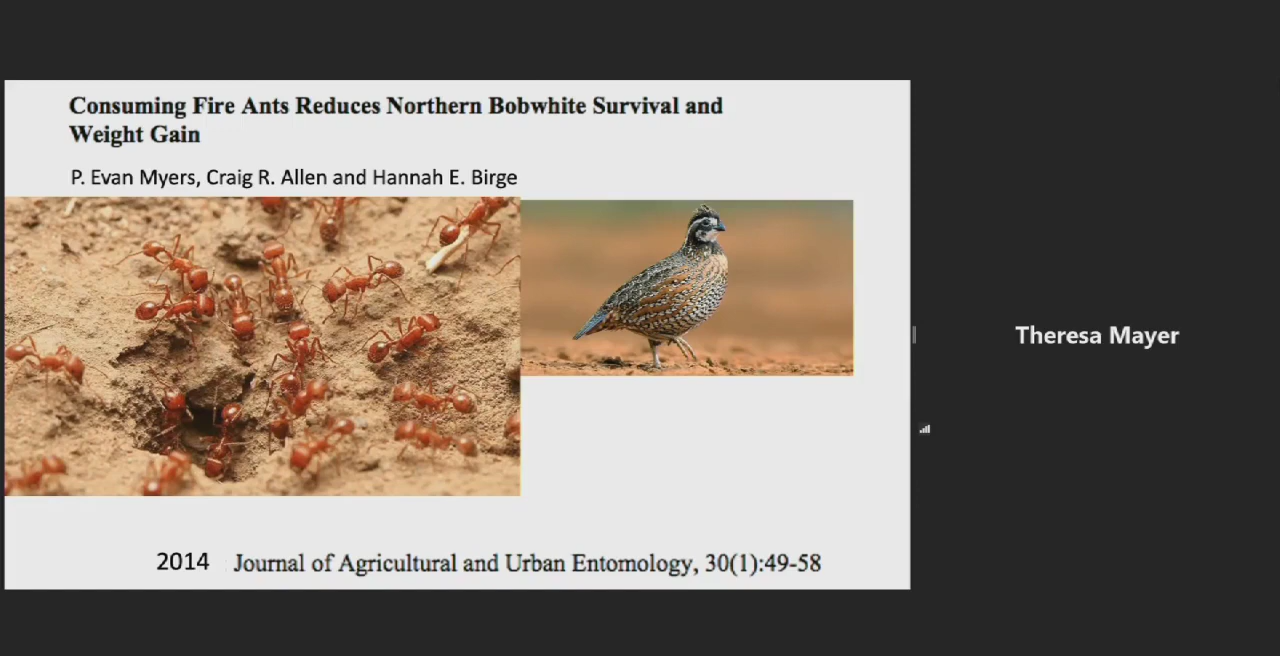 Consuming Fire Ants Reduces Northern Bobwhite Survival and
Weight Gain
P. Evan Myers, Craig R. Allen and Hannah E. Birge
Theresa Mayer
2014 Journal of Agricultural and Urban Entomology, 30(1):49-58